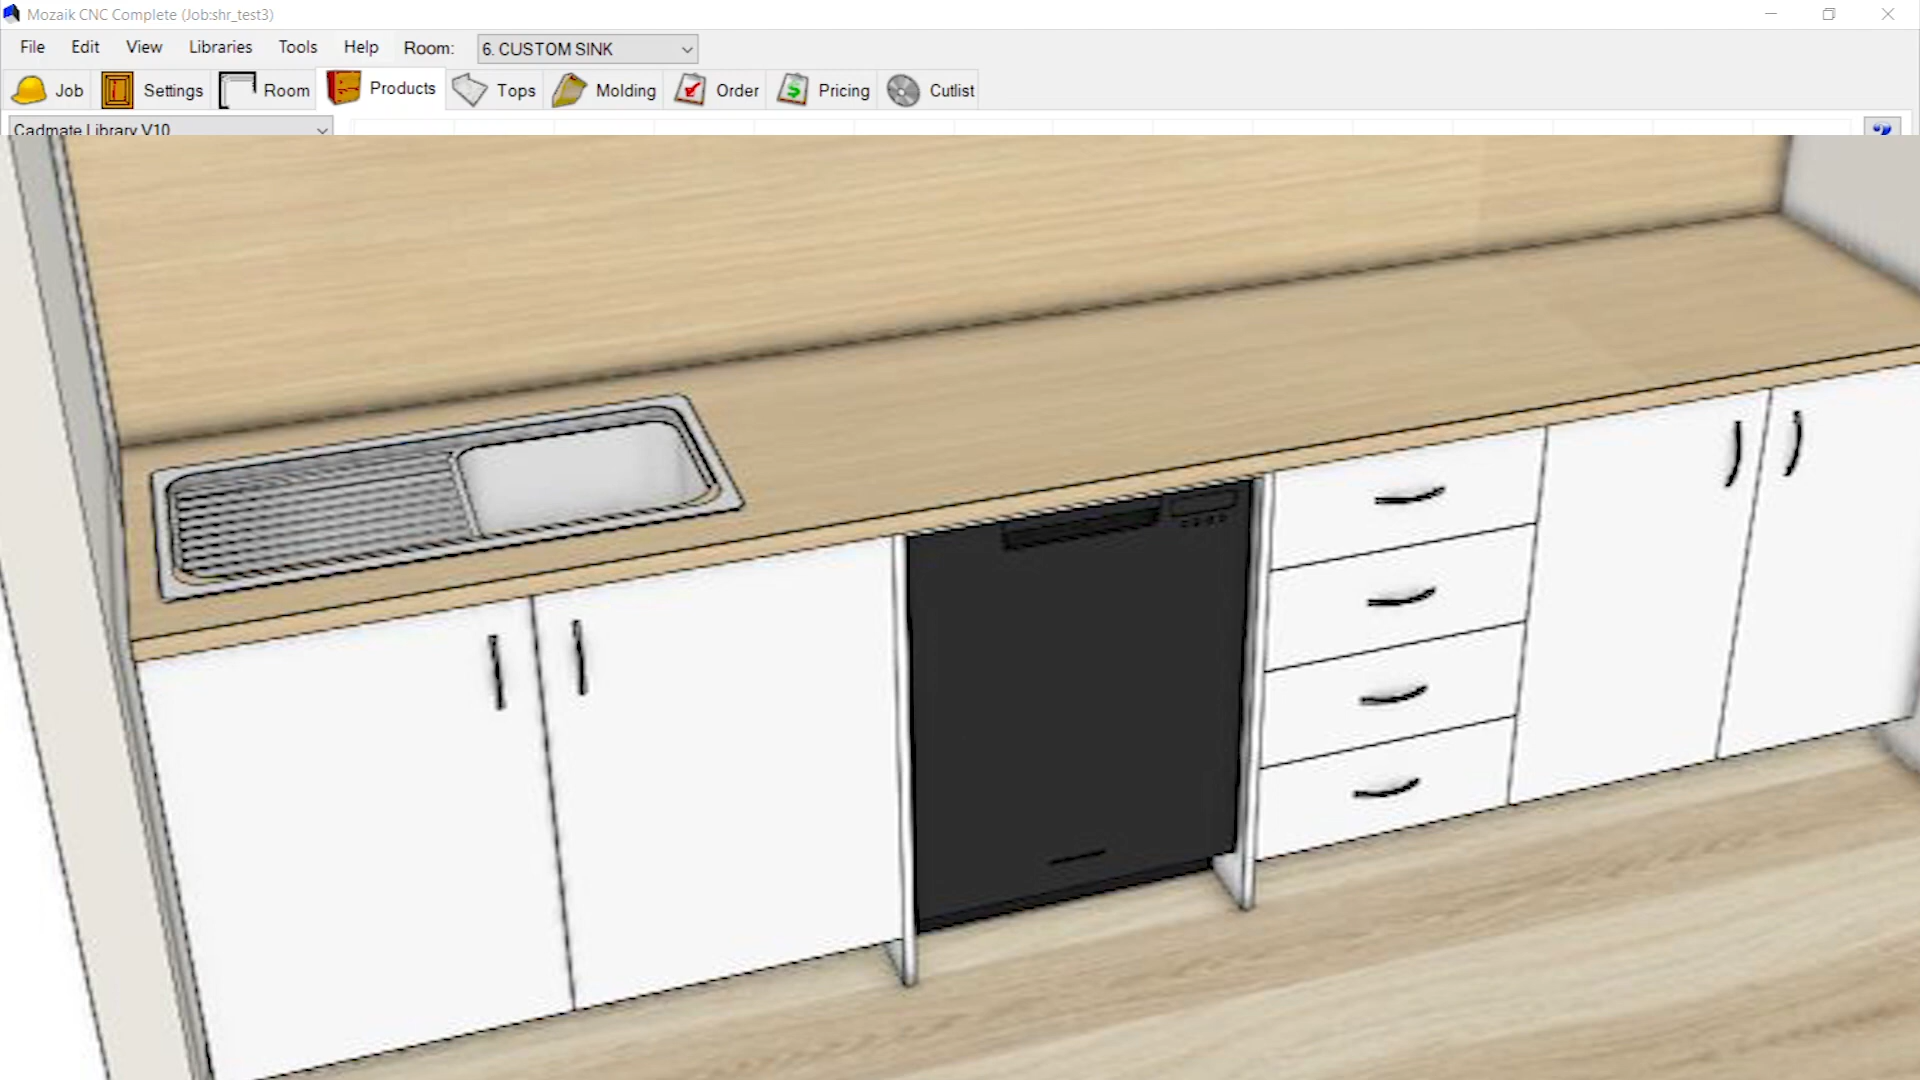 Mozaik CNC Complete (Job:shr_test3)
File Edit View Libraries Tools Help Room: 6. CUSTOM SINK
Job Settings Room Products Tops Molding Order Pricing Cutlist
Cadmate Library V10
?